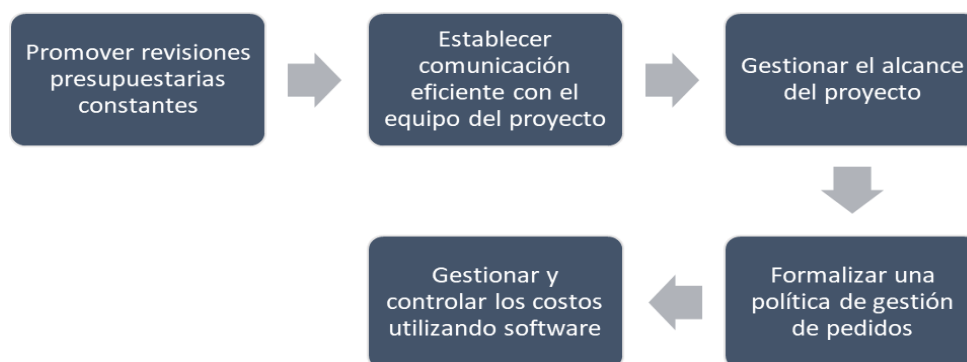 Promover revisiones
presupuestarias
constantes
Establecer
comunicación
eficiente con el
equipo del proyecto
Gestionar el alcance
del proyecto
Formalizar una
política de gestión
de pedidos
Gestionar y
controlar los costos
utilizando software